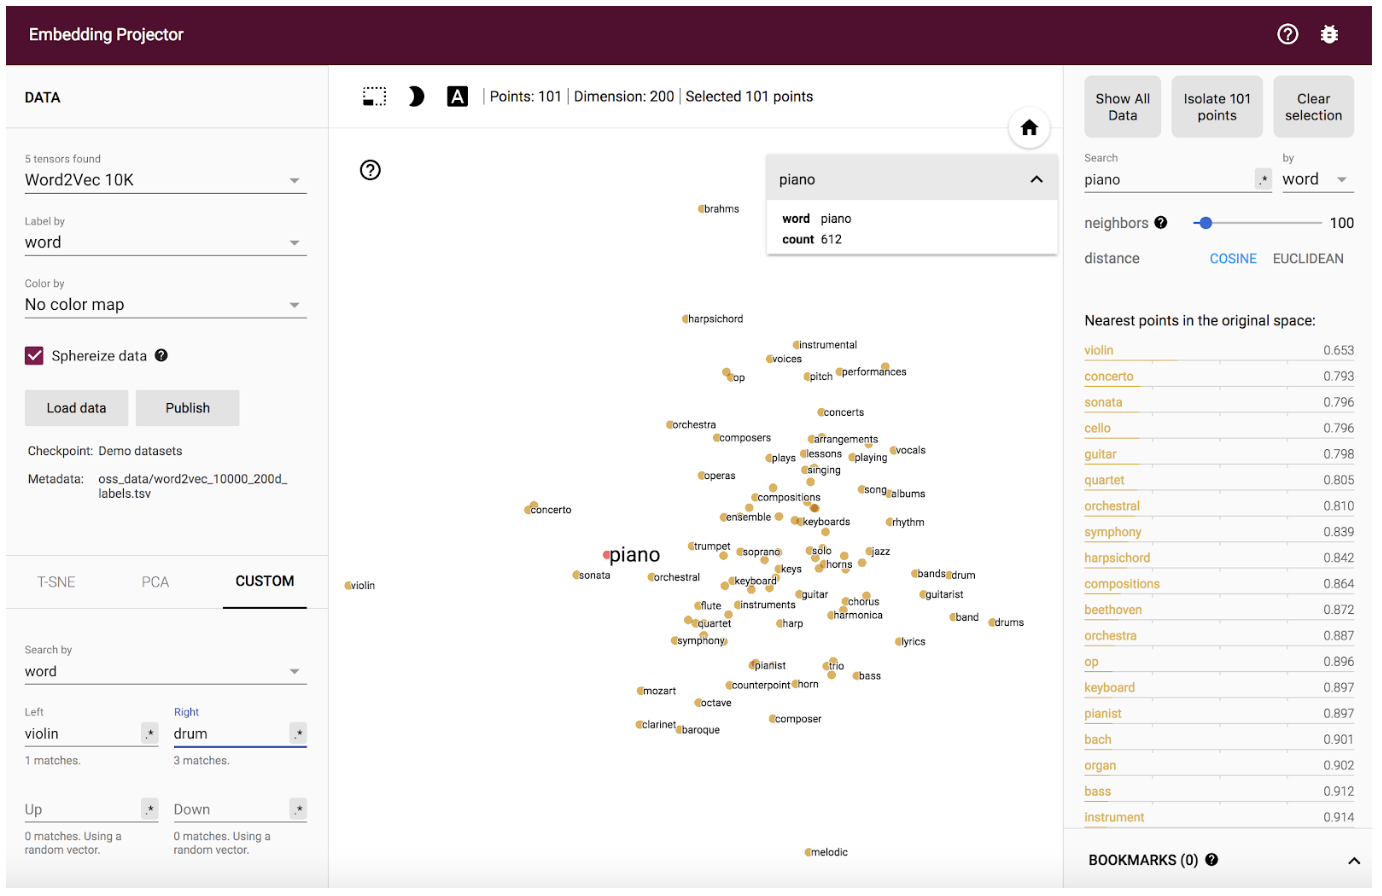 Embedding Projector
DATA
5 tensors found
Word2Vec 10K
Label by
word
Color by
No color map
Sphereize data
Load data
Publish
Checkpoint: Demo datasets
Metadata: oss_data/word2vec_10000_200d_
labels.tsv
T-SNE
PCA
CUSTOM
Search by
word
Left
Right
violin
.*
drum
.*
1 matches.
3 matches.
Up
.*
Down
.*
0 matches. Using a
random vector.
0 matches. Using a
random vector.
A
Points: 101
Dimension: 200
Selected 101 points
piano
word piano
count 612
brahms
harpsichord
instrumental
voices
op
pitch
performances
concerts
orchestra
composers
arrangements
plays
lessons
playing
vocals
singing
operas
compositions
song
albums
concerto
ensemble
keyboards
rhythm
piano
trumpet
soprano
solo
jazz
horns
sonata
orchestral
keys
keyboard
bands
drum
violin
guitar
guitarist
flute
instruments
chorus
harmonica
quartet
harp
band
drums
symphony
lyrics
pianist
trio
bass
mozart
counterpoint
horn
octave
clarinet
baroque
composer
melodic
Show All
Data
Isolate 101
points
Clear
selection
Search
by
piano
.*
word
neighbors
100
distance
COSINE
EUCLIDEAN
Nearest points in the original space:
violin 0.653
concerto 0.793
sonata 0.796
cello 0.796
guitar 0.798
quartet 0.805
orchestral 0.810
symphony 0.839
harpsichord 0.842
compositions 0.864
beethoven 0.872
orchestra 0.887
op 0.896
keyboard 0.897
pianist 0.897
bach 0.901
organ 0.902
bass 0.912
instrument 0.914
BOOKMARKS (0)